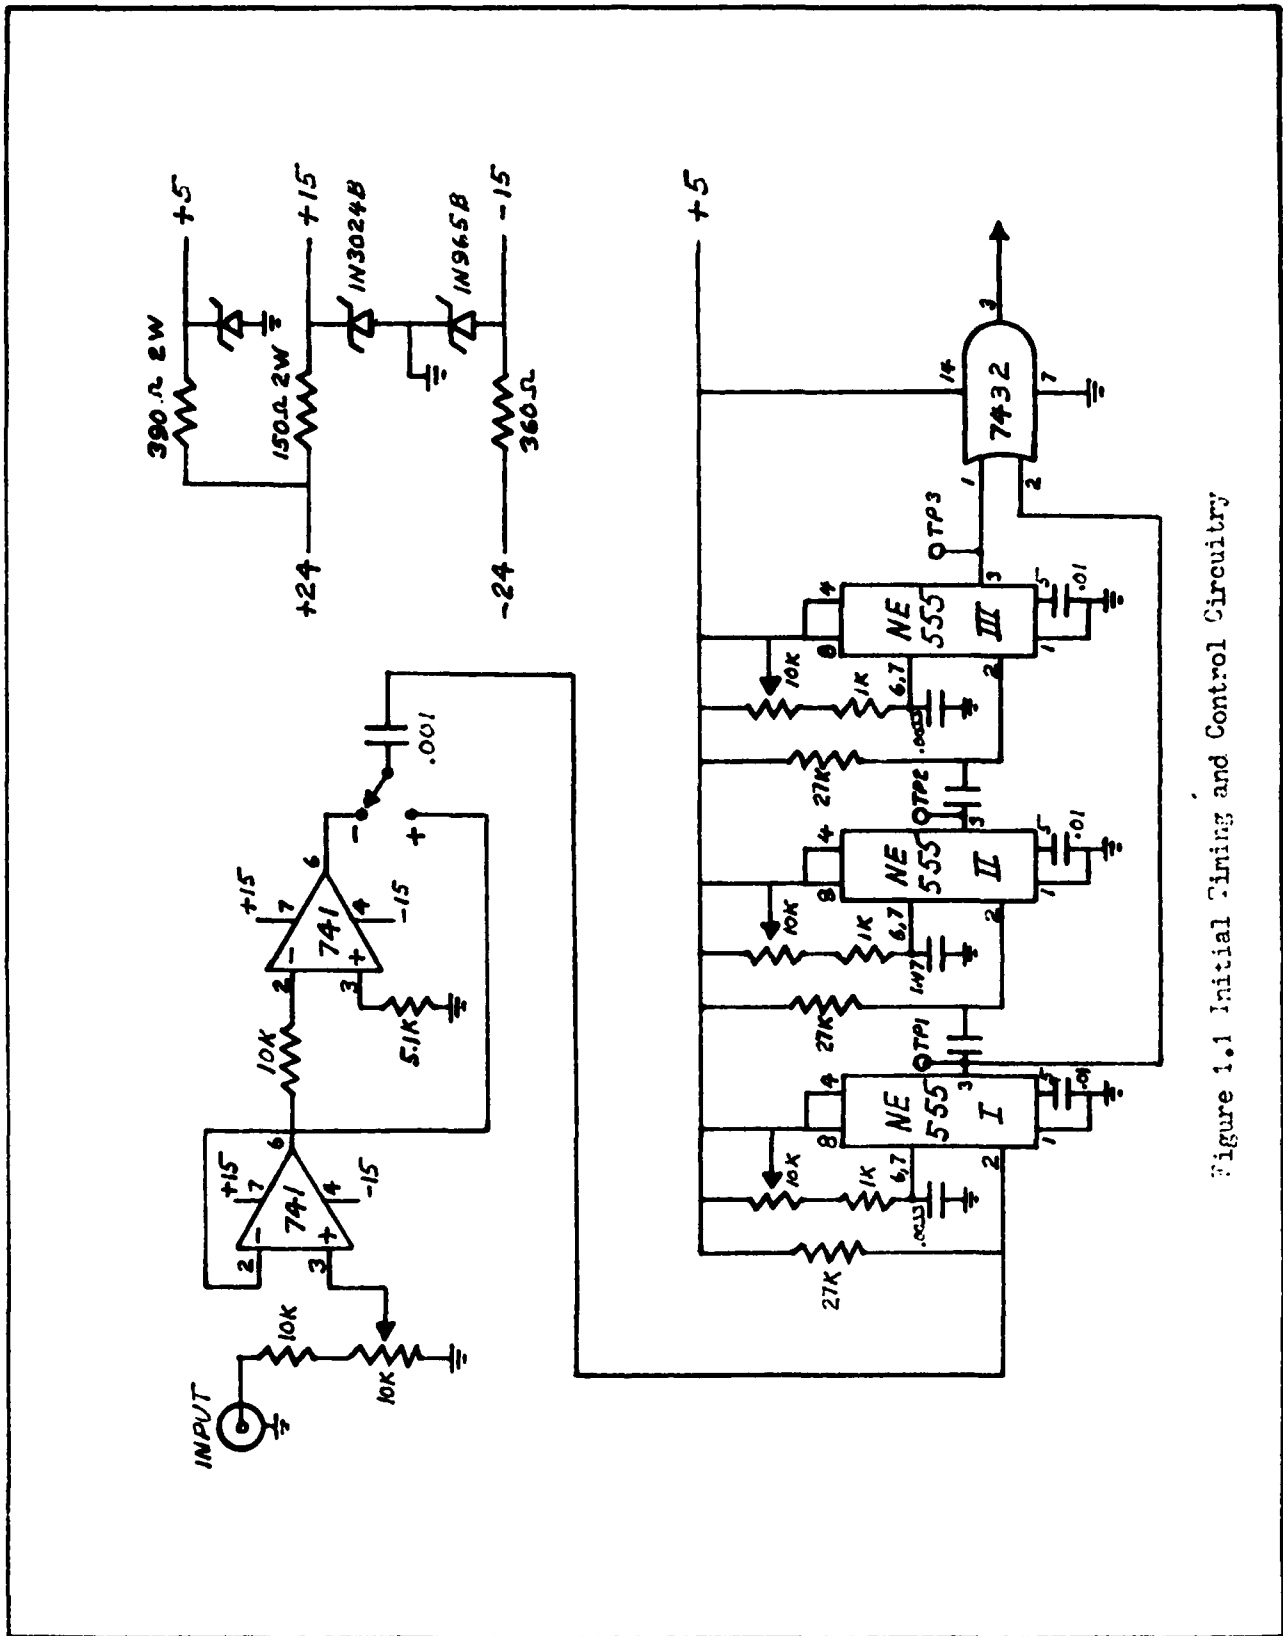 INPUT
10K
10K
2
3
−
+
741
+15
7
4
-15
6
10K
5.1K
2
3
−
+
741
+15
7
4
-15
6
-
+
.001
390Ω 2W
+5
+24
150Ω 2W
+15
1N3024B
1N965B
-24
360Ω
-15
+5
27K
10K
1K
.0033
6,7
8
4
NE
555
I
2
1
3
5
.01
TP1
27K
10K
1K
6,7
8
4
NE
555
II
2
1
3
5
.01
TP2
27K
10K
1K
6,7
8
4
NE
555
III
2
1
3
5
.01
TP3
1
2
14
7432
7
3
Figure 1.1 Initial Timing and Control Circuitry